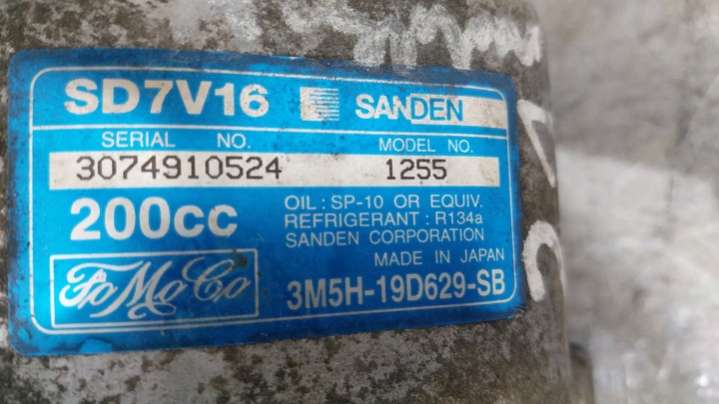 SD7V16 SANDEN
SERIAL NO. MODEL NO.
3074910524 1255
200cc
OIL : SP-10 OR EQUIV.
REFRIGERANT : R134a
SANDEN CORPORATION
MADE IN JAPAN
FoMoCo
3M5H-19D629-SB